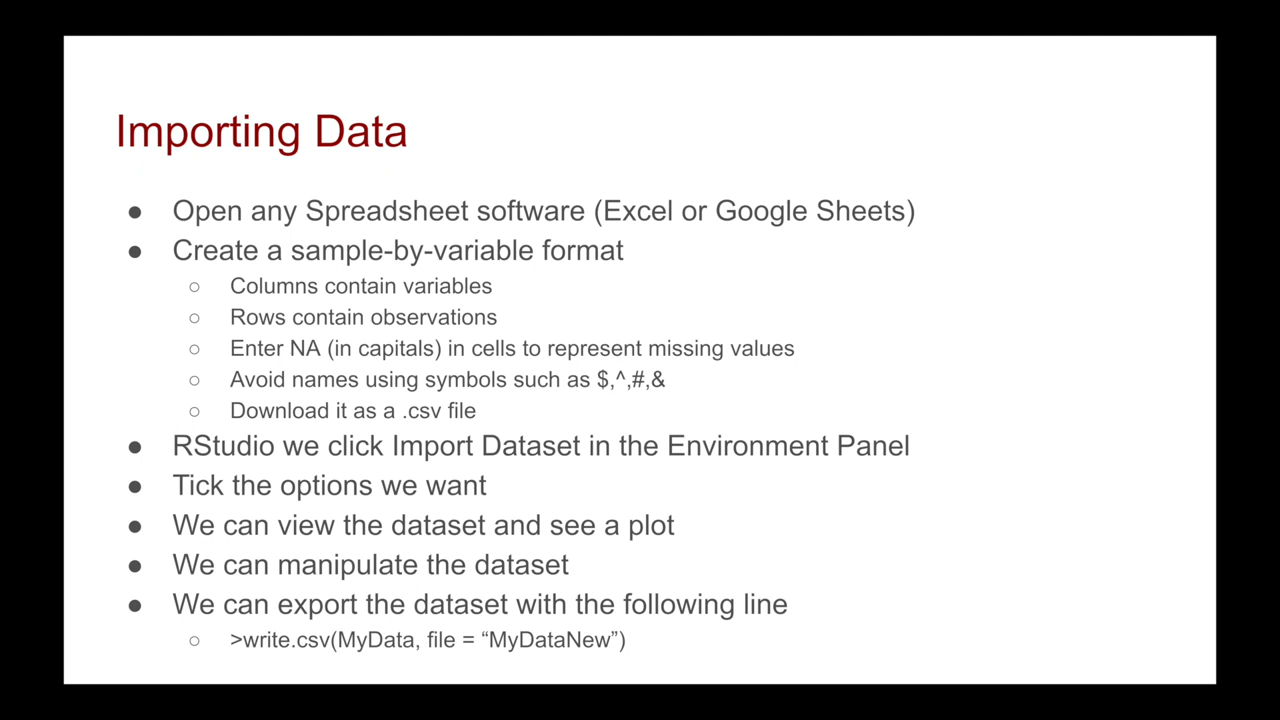 Importing Data
● Open any Spreadsheet software (Excel or Google Sheets)
● Create a sample-by-variable format
○ Columns contain variables
○ Rows contain observations
○ Enter NA (in capitals) in cells to represent missing values
○ Avoid names using symbols such as $,^,#,&
○ Download it as a .csv file
● RStudio we click Import Dataset in the Environment Panel
● Tick the options we want
● We can view the dataset and see a plot
● We can manipulate the dataset
● We can export the dataset with the following line
○ >write.csv(MyData, file = “MyDataNew”)